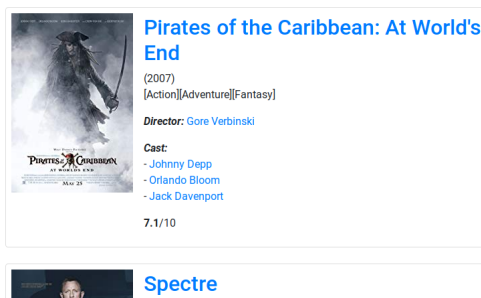 Pirates of the Caribbean: At World's
End
(2007)
[Action][Adventure][Fantasy]
Director: Gore Verbinski
Cast:
- Johnny Depp
- Orlando Bloom
- Jack Davenport
7.1/10
PIRATES of the CARIBBEAN
AT WORLD'S END
MAY 25
Spectre